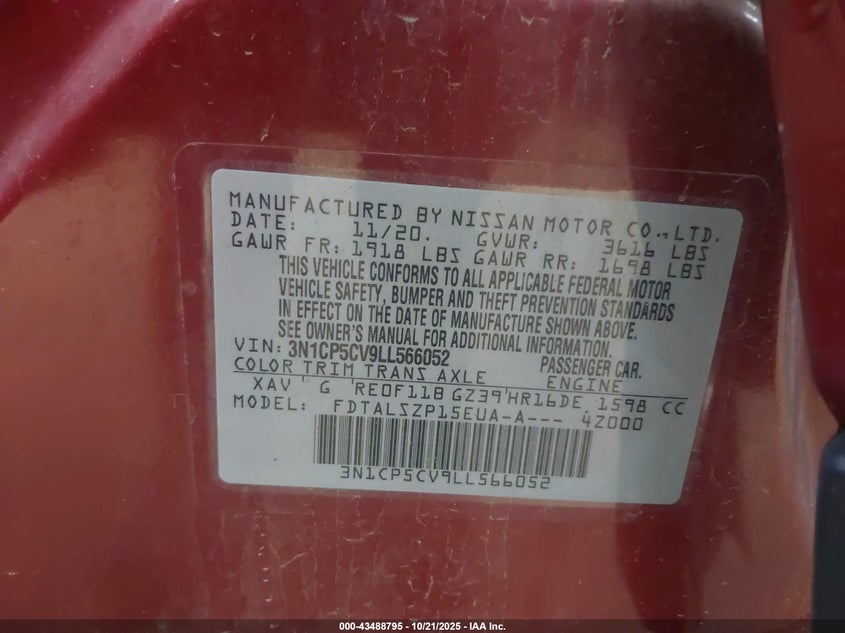 MANUFACTURED BY NISSAN MOTOR CO., LTD.
DATE: 11/20. GVWR: 3616 LBS
GAWR FR: 1918 LBS GAWR RR: 1698 LBS
THIS VEHICLE CONFORMS TO ALL APPLICABLE FEDERAL MOTOR
VEHICLE SAFETY, BUMPER AND THEFT PREVENTION STANDARDS
IN EFFECT ON THE DATE OF MANUFACTURE SHOWN ABOVE.
SEE OWNER'S MANUAL FOR ADDITIONAL INFORMATION.
VIN: 3N1CP5CV9LL566052 PASSENGER CAR.
COLOR TRIM TRANS AXLE ENGINE
XAV G RE0F11B GZ39 HR16DE 1598 CC
MODEL: FDTALSZP15EUA-A--- 4Z000
3N1CP5CV9LL566052
000-43488795 - 10/21/2025 - IAA Inc.